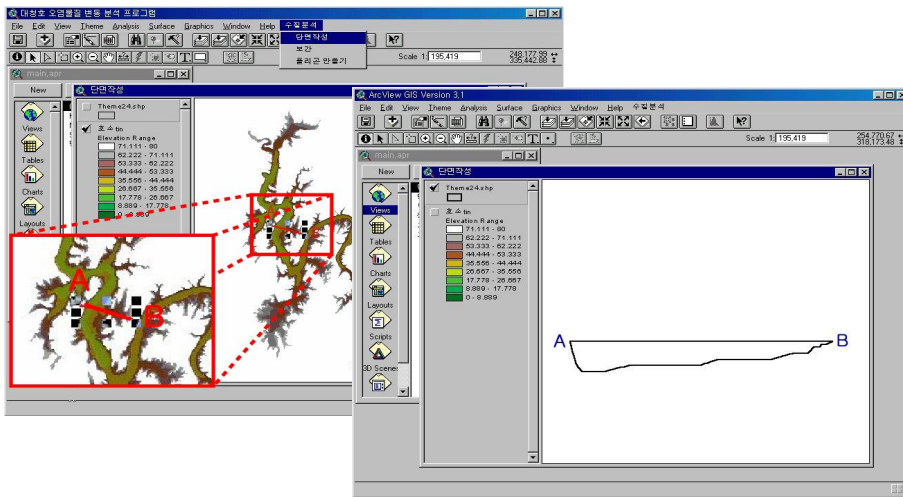 대청호 오염물질 변동 분석 프로그램
File Edit View Theme Analysis Surface Graphics Window Help 수질분석
단면작성
보간
폴리곤 만들기
Scale 1: 195,419
248,177.99
335,442.88
main.apr
New
Views
Tables
Charts
Layouts
단면작성
Theme24.shp
호소tin
Elevation Range
71.111 - 80
62.222 - 71.111
53.333 - 62.222
44.444 - 53.333
35.556 - 44.444
26.667 - 35.556
17.778 - 26.667
8.889 - 17.778
0 - 8.889
A
B
ArcView GIS Version 3.1
File Edit View Theme Analysis Surface Graphics Window Help 수질분석
Scale 1: 195,419
254,770.67
318,173.48
main.apr
New
Views
Tables
Charts
Layouts
Scripts
3D Scenes
단면작성
Theme24.shp
호소tin
Elevation Range
71.111 - 80
62.222 - 71.111
53.333 - 62.222
44.444 - 53.333
35.556 - 44.444
26.667 - 35.556
17.778 - 26.667
8.889 - 17.778
0 - 8.889
A
B